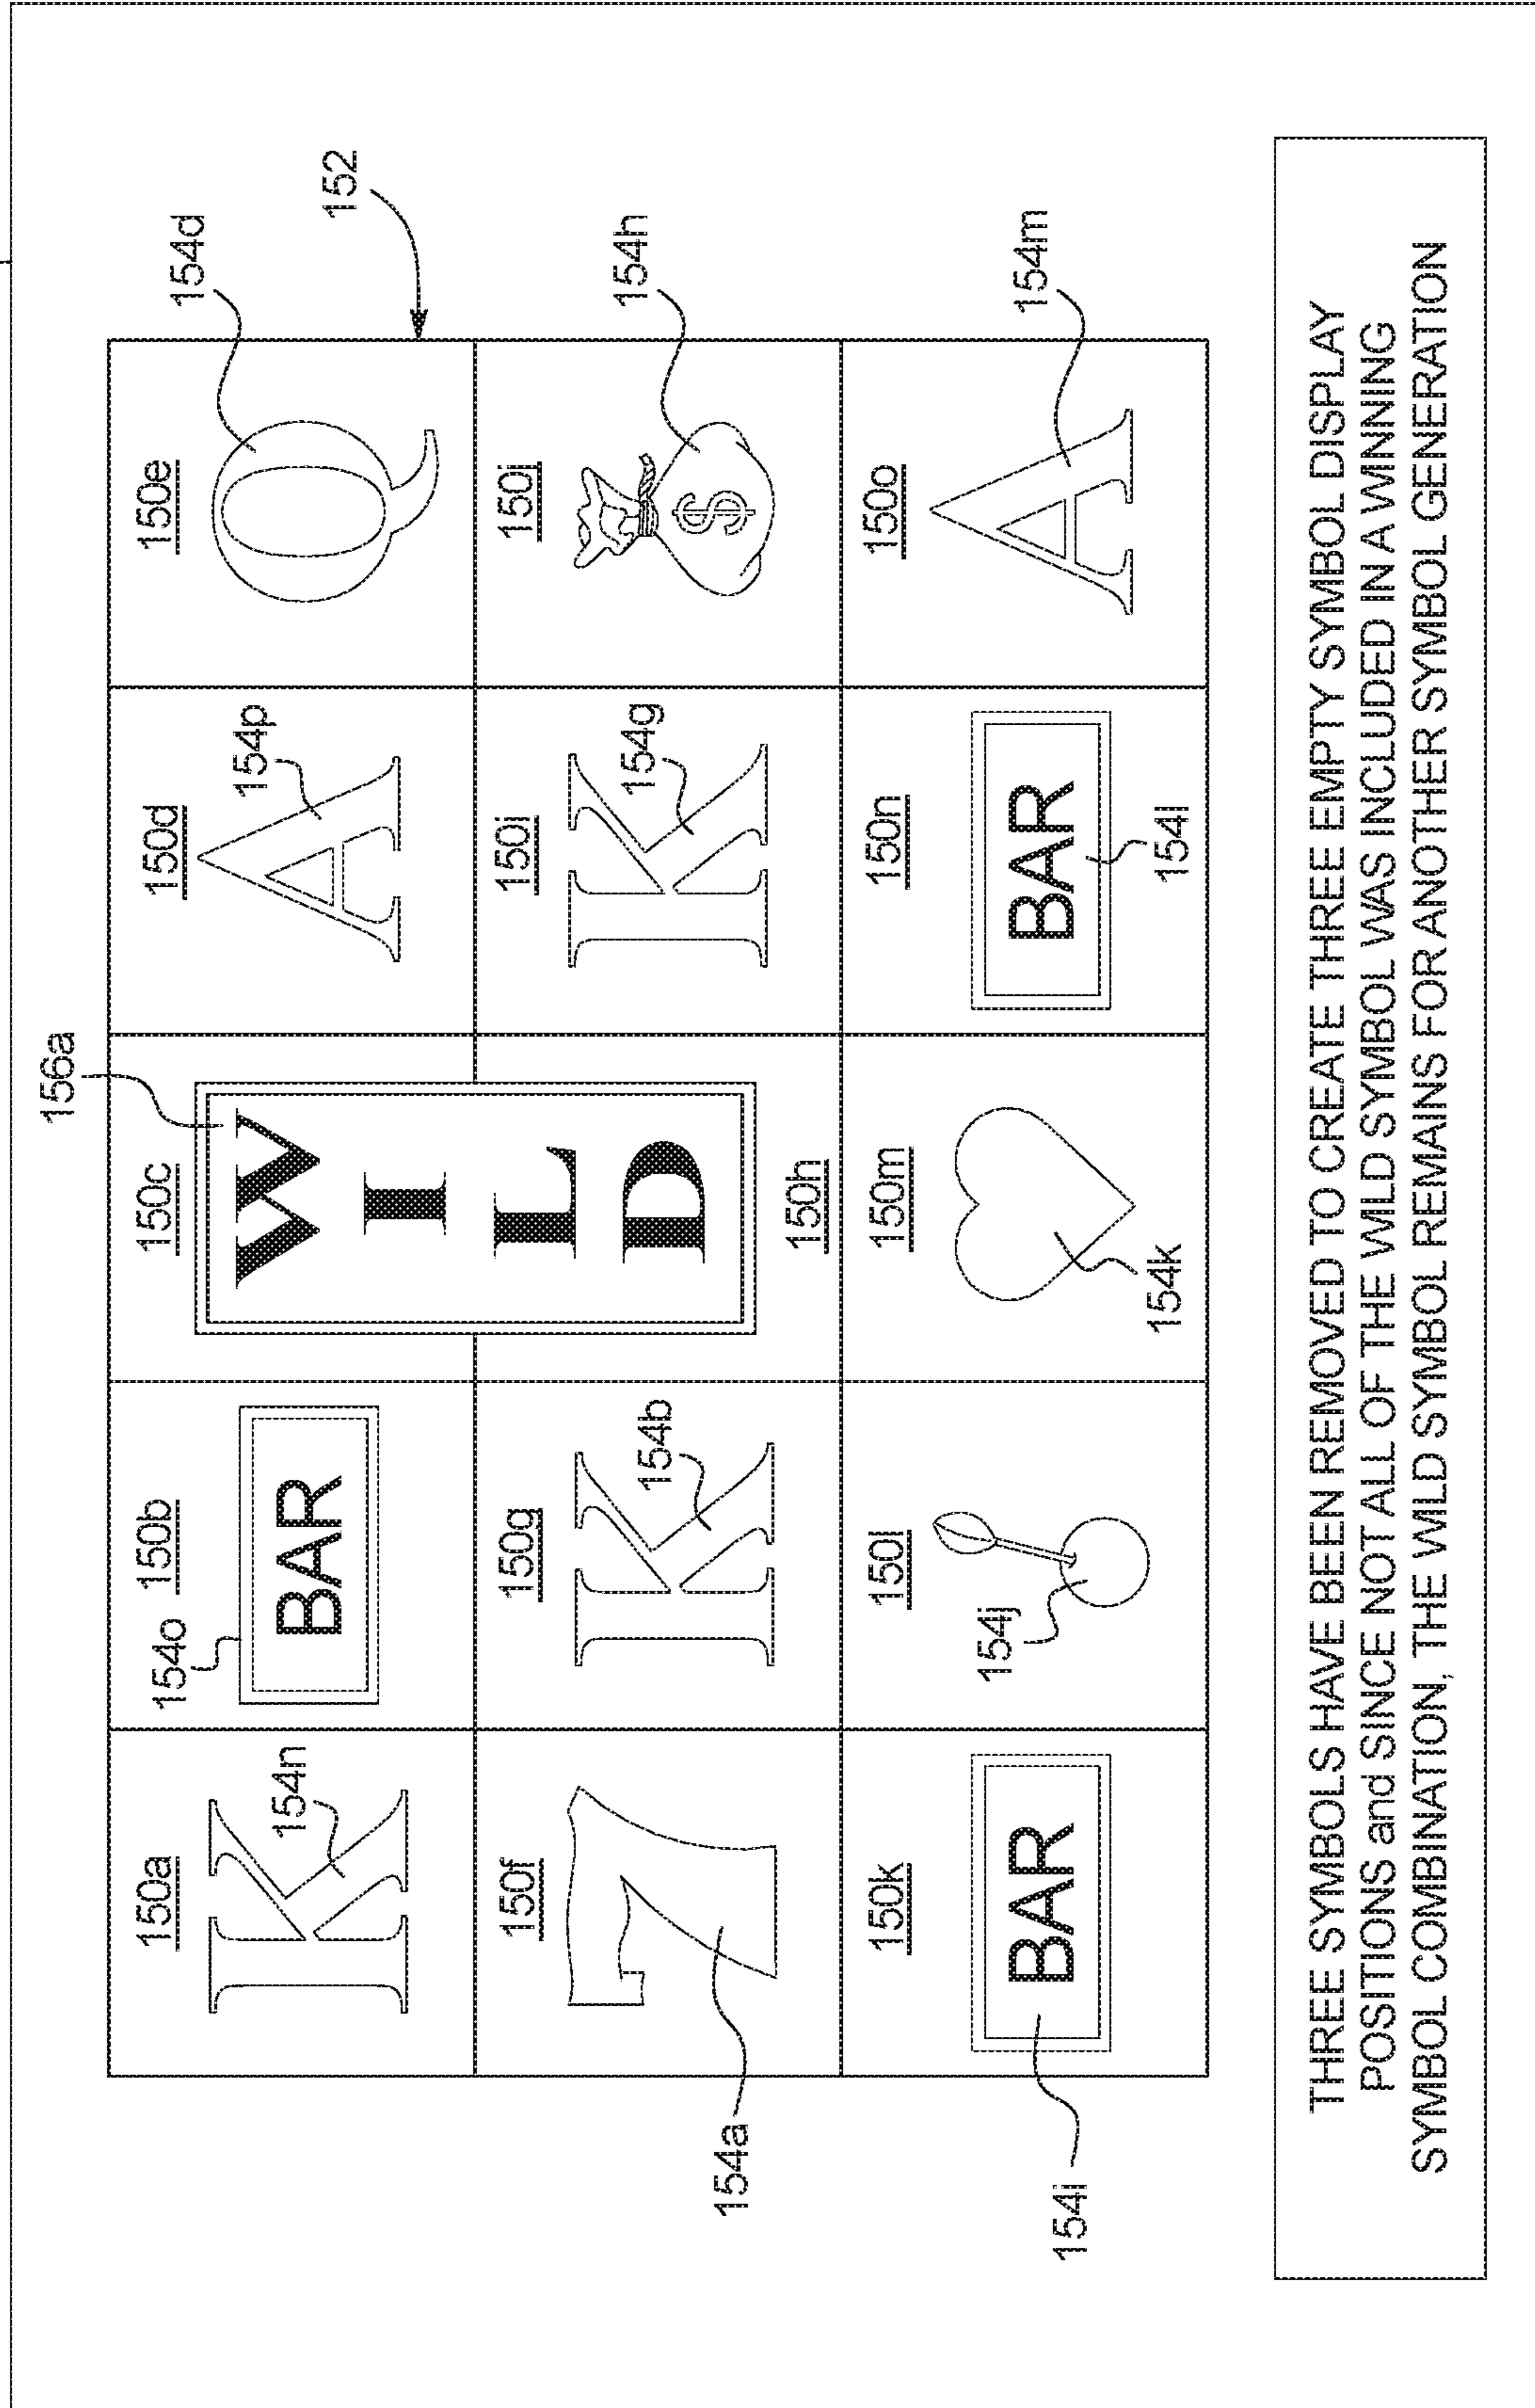 156a
150a
K
154n
154o
150b
BAR
150c
WILD
150d
A
154p
150e
Q
154d
152
150f
7
154a
150g
K
154b
150h
150i
K
154g
150j
$
154h
150k
BAR
154i
150l
154j
150m
154k
150n
BAR
154l
150o
A
154m
THREE SYMBOLS HAVE BEEN REMOVED TO CREATE THREE EMPTY SYMBOL DISPLAY
POSITIONS and SINCE NOT ALL OF THE WILD SYMBOL WAS INCLUDED IN A WINNING
SYMBOL COMBINATION, THE WILD SYMBOL REMAINS FOR ANOTHER SYMBOL GENERATION